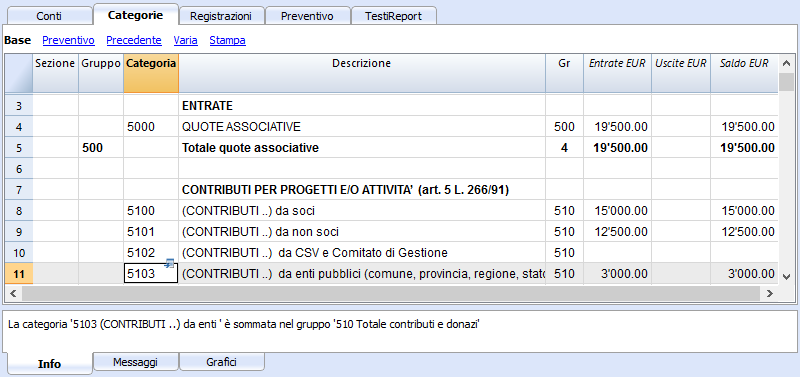 Conti Categorie Registrazioni Preventivo TestiReport
Base Preventivo Precedente Varia Stampa
Sezione Gruppo Categoria Descrizione Gr Entrate EUR Uscite EUR Saldo EUR
3 ENTRATE
4 5000 QUOTE ASSOCIATIVE 500 19'500.00 19'500.00
5 500 Totale quote associative 4 19'500.00 19'500.00
6
7 CONTRIBUTI PER PROGETTI E/O ATTIVITA' (art. 5 L. 266/91)
8 5100 (CONTRIBUTI ..) da soci 510 15'000.00 15'000.00
9 5101 (CONTRIBUTI ..) da non soci 510 12'500.00 12'500.00
10 5102 (CONTRIBUTI ..) da CSV e Comitato di Gestione 510
11 5103 (CONTRIBUTI ..) da enti pubblici (comune, provincia, regione, stato 510 3'000.00 3'000.00
La categoria '5103 (CONTRIBUTI ..) da enti ' è sommata nel gruppo '510 Totale contributi e donazi'
Info Messaggi Grafici